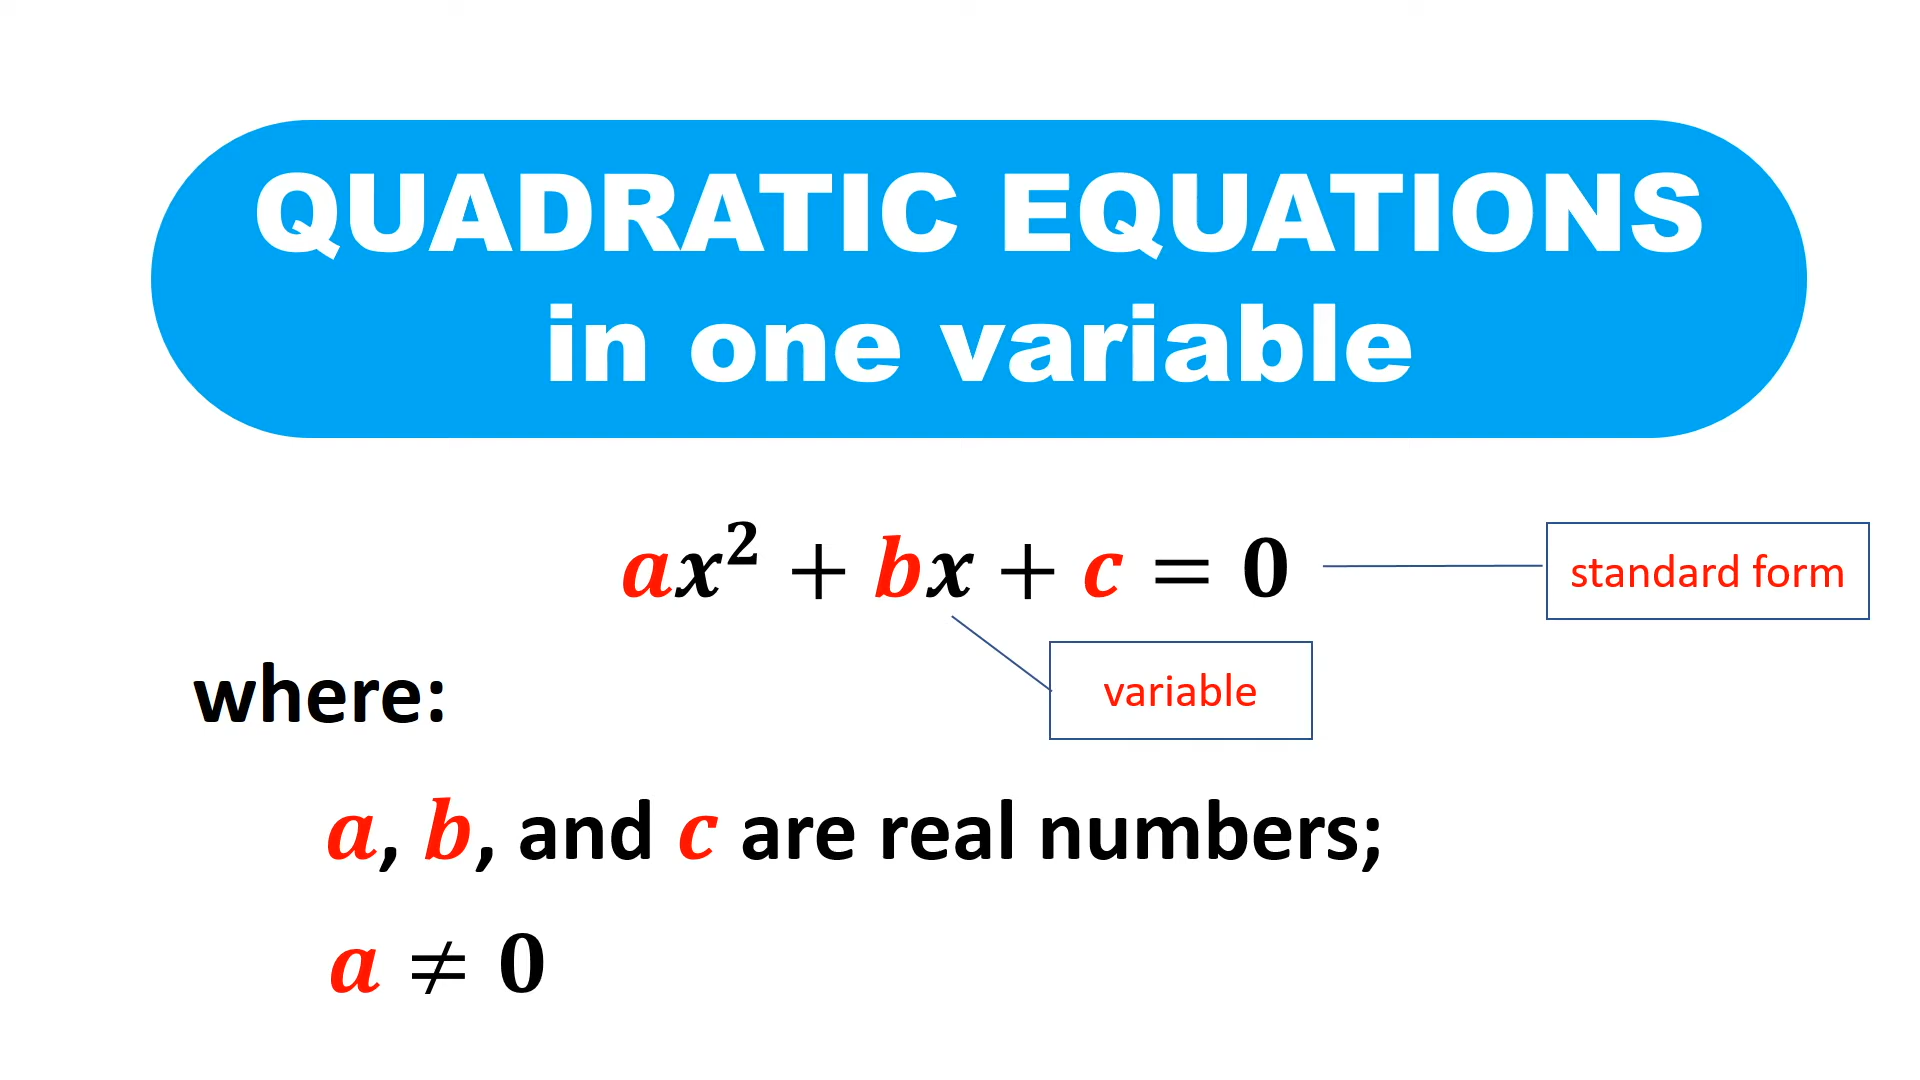 QUADRATIC EQUATIONS
in one variable
ax² + bx + c = 0
standard form
variable
where:
a, b, and c are real numbers;
a ≠ 0